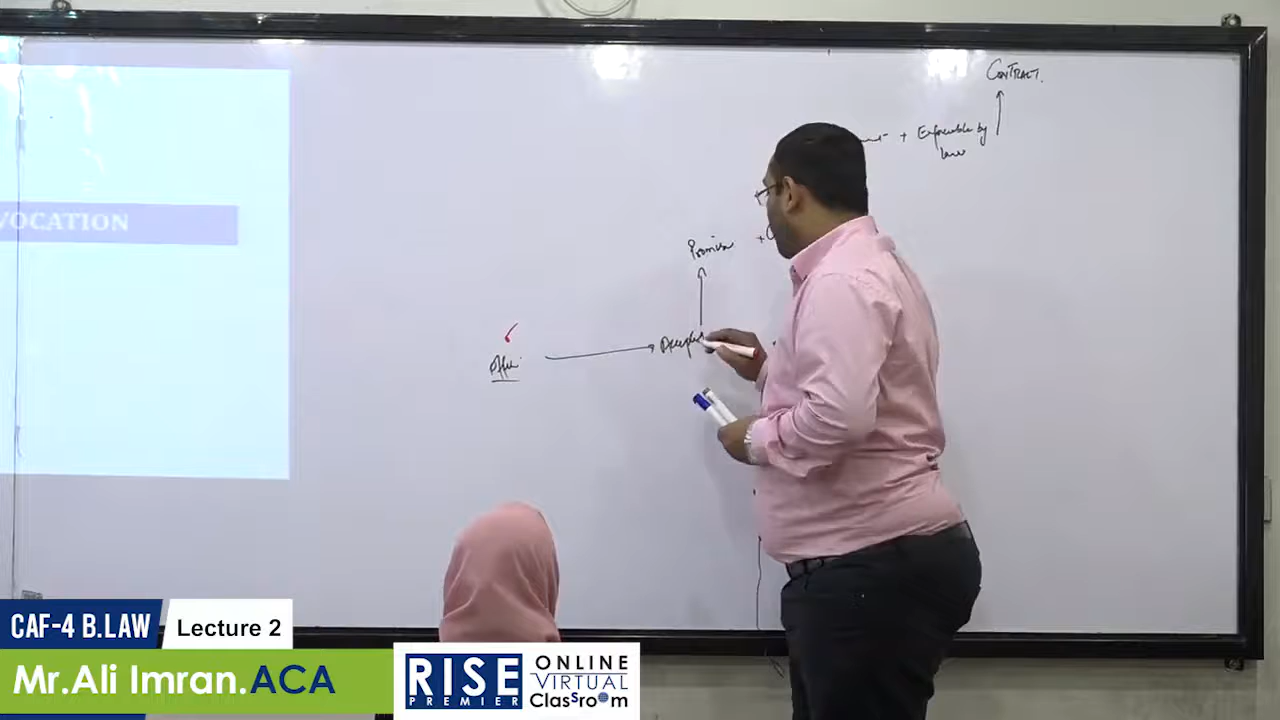 CONTRACT.
+ Enforceable by
law
VOCATION
Promise +
Offer
CAF-4 B.LAW
Lecture 2
Mr.Ali Imran.ACA
RISE
PREMIER
ONLINE
VIRTUAL
Classroom